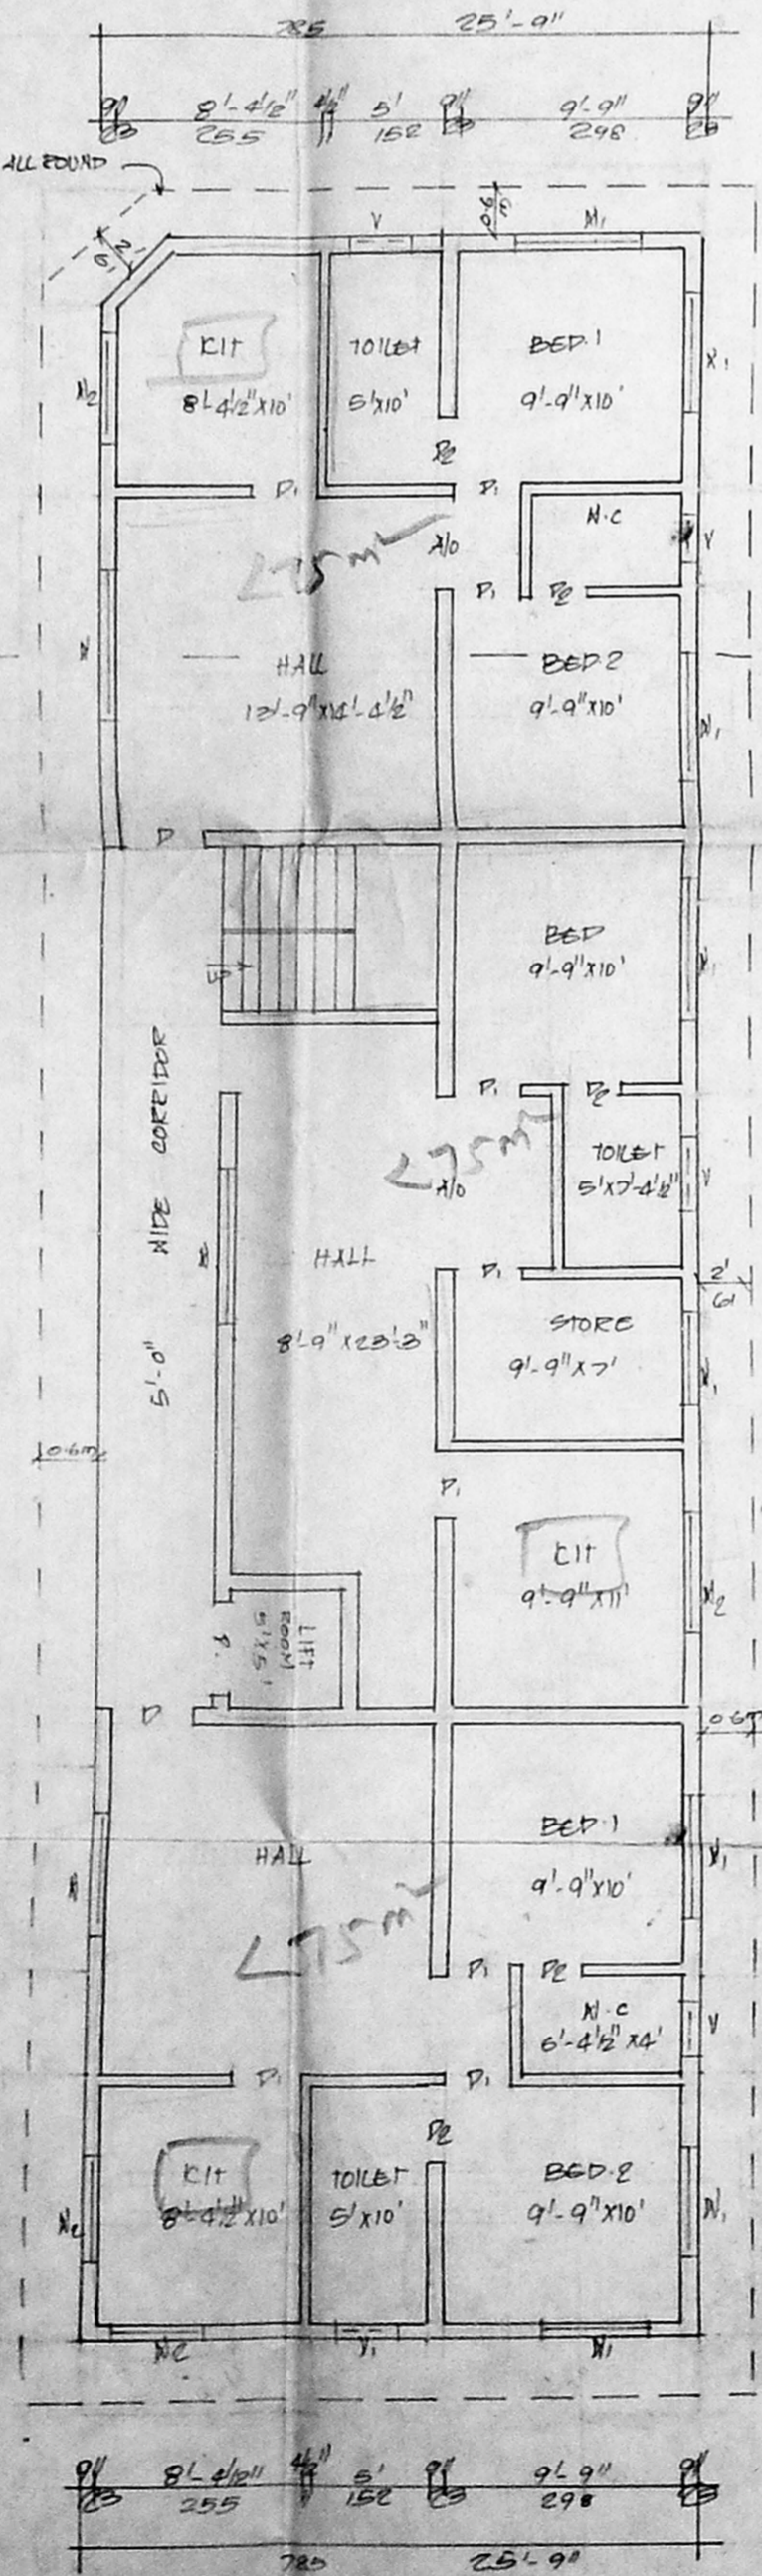 785 25'-9"
9" 8'-4½" 4½" 5' 9" 9'-9" 9"
23 255 152 23 298 23
ALL ROUND
V W1
2'
61
0.6m
KIT
8'-4½"X10'
TOILET
5'X10'
BED.1
9'-9"X10'
W2
D2
D1
D1
W.C
A/O
V
<75m²
D1
D2
HALL
13'-9"X14'-4½"
BED.2
9'-9"X10'
W
W1
D
UP
BED
9'-9"X10'
W1
D1
D2
<75m²
A/O
TOILET
5'X7'-4½"
V
5'-0" WIDE CORRIDOR
W
HALL
8'-9"X23'-3"
D1
2'
61
STORE
9'-9"X7'
W1
0.6m
D1
KIT
9'-9"X11'
W2
LIFT
ROOM
5'X5'
D
0.6m
HALL
BED.1
9'-9"X10'
W1
W
<75m²
D1
D2
W.C
6'-4½"X4'
V
D1
D1
D2
KIT
8'-4½"X10'
TOILET
5'X10'
BED.2
9'-9"X10'
W2
W1
W2
V1
W1
9" 8'-4½" 4½" 5' 9" 9'-9" 9"
23 255 152 23 298 23
785 25'-9"